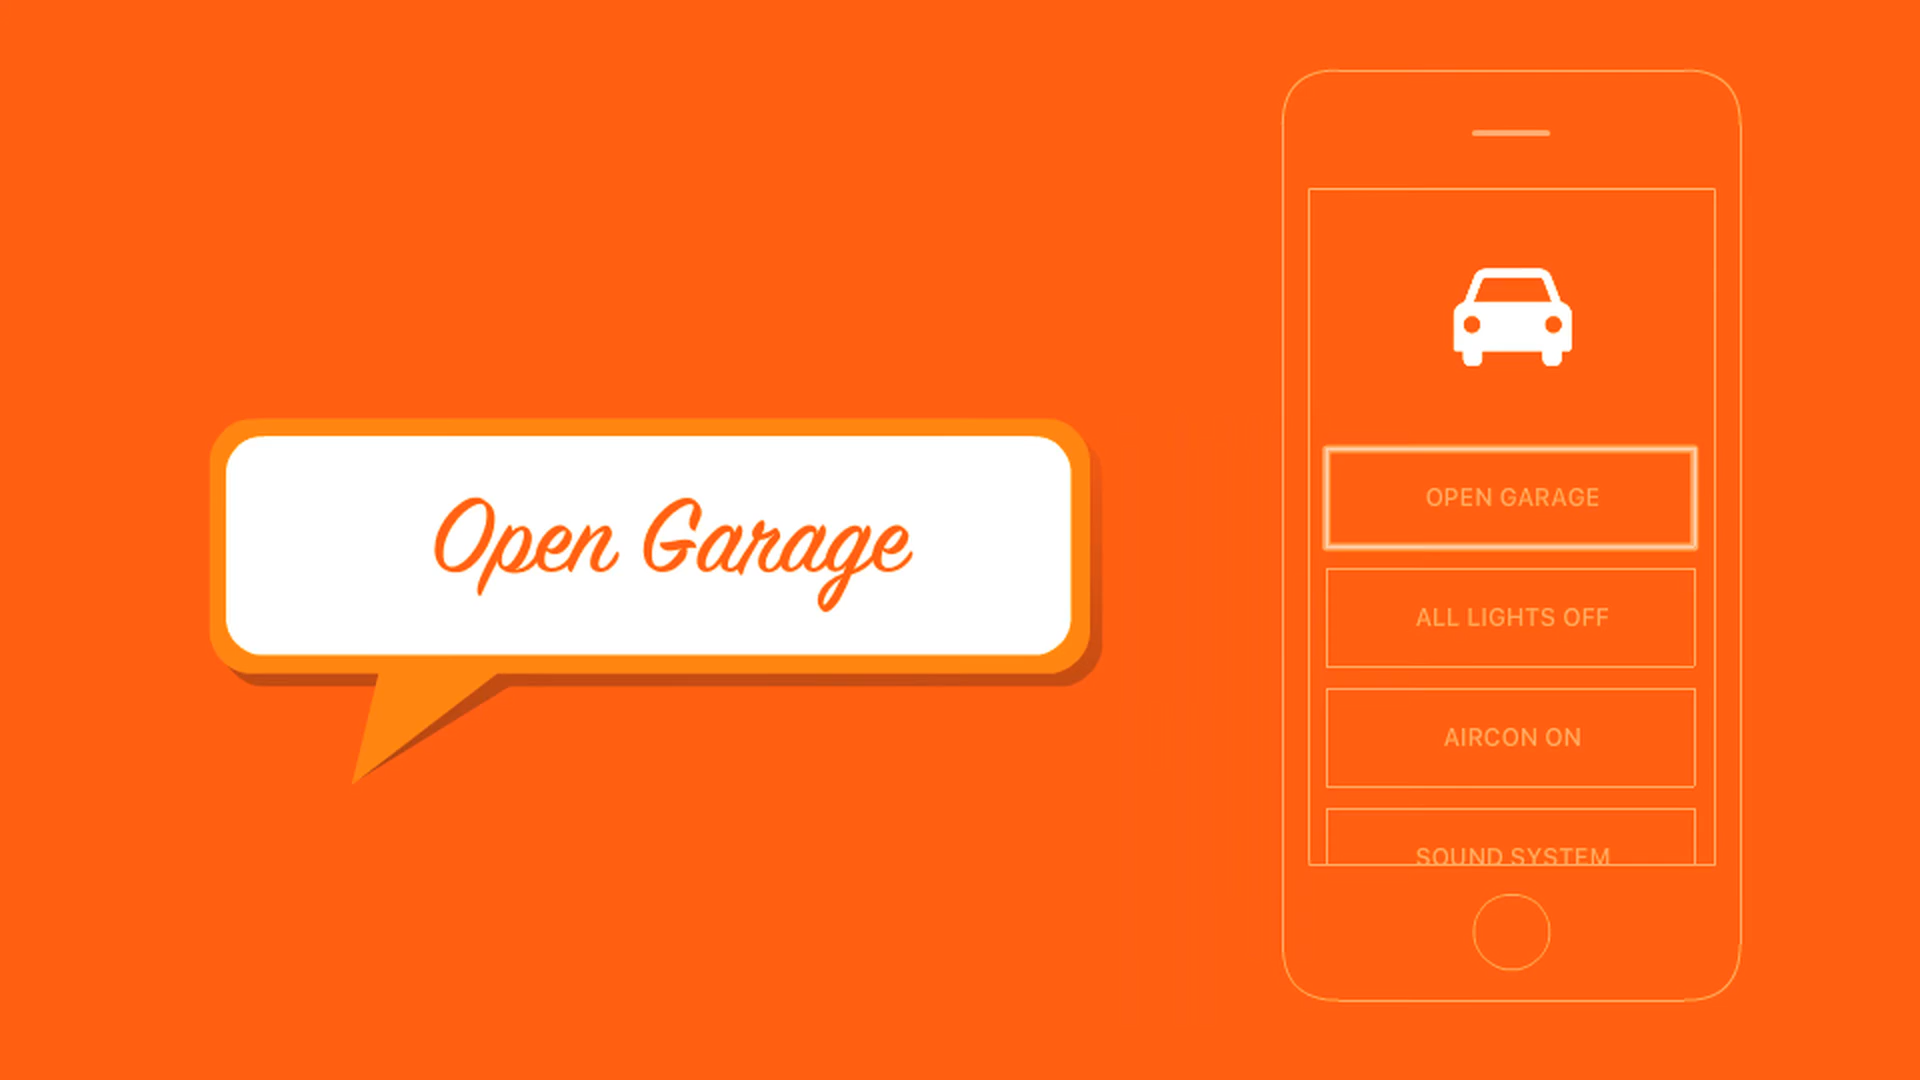 Open Garage
OPEN GARAGE
ALL LIGHTS OFF
AIRCON ON
SOUND SYSTEM